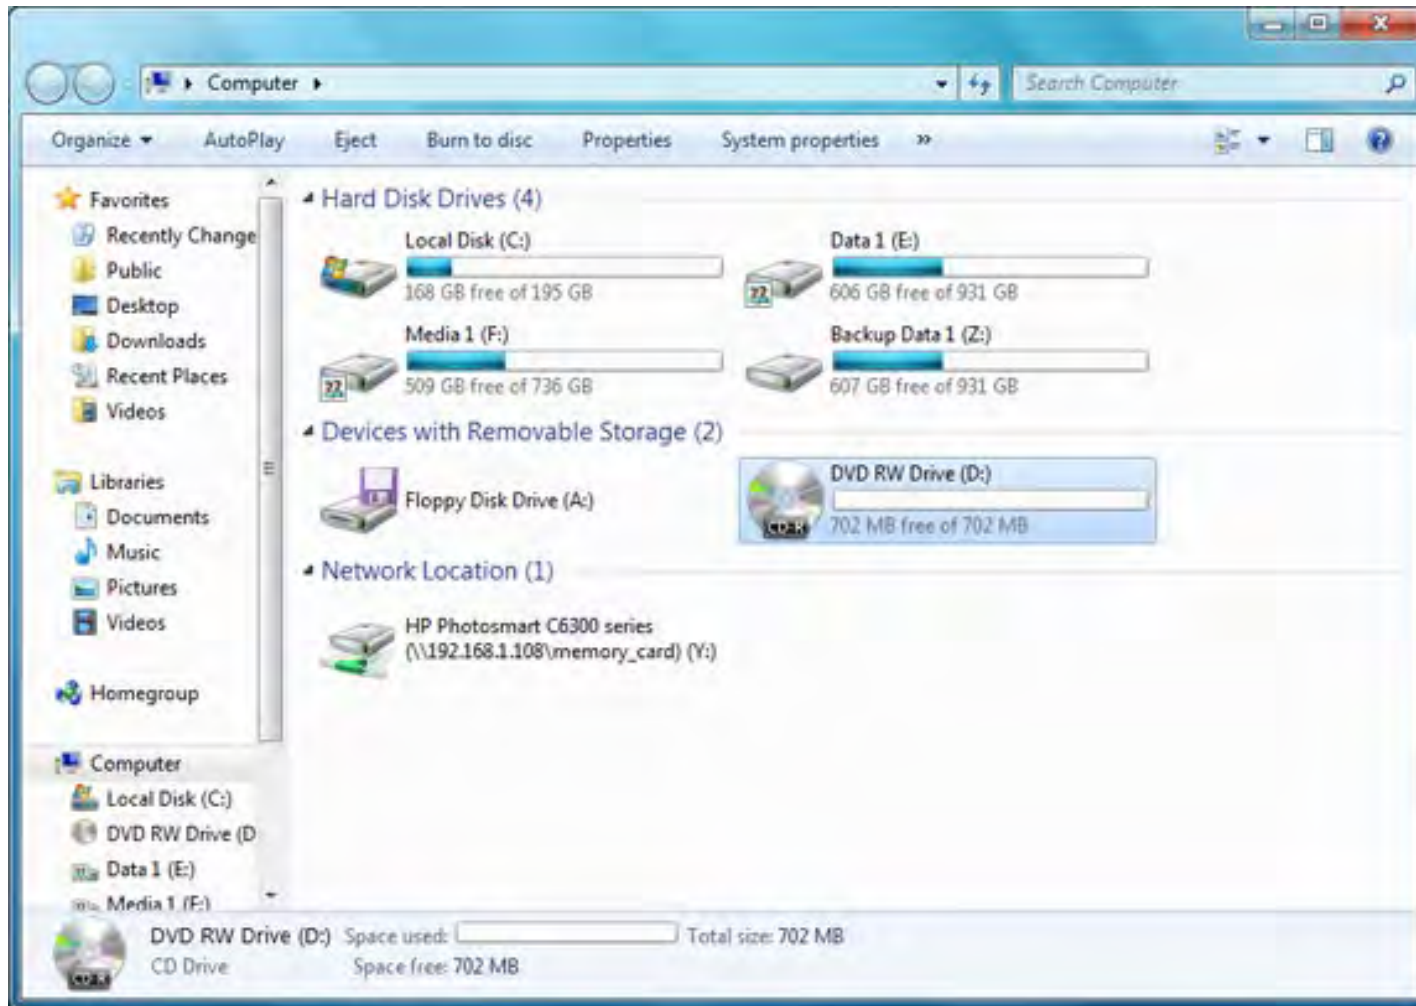 Computer
Search Computer
Organize AutoPlay Eject Burn to disc Properties System properties »
Favorites
Recently Change
Public
Desktop
Downloads
Recent Places
Videos
Libraries
Documents
Music
Pictures
Videos
Homegroup
Computer
Local Disk (C:)
DVD RW Drive (D
Data 1 (E:)
Media 1 (F:)
Hard Disk Drives (4)
Local Disk (C:)
168 GB free of 195 GB
Data 1 (E:)
606 GB free of 931 GB
Media 1 (F:)
509 GB free of 736 GB
Backup Data 1 (Z:)
607 GB free of 931 GB
Devices with Removable Storage (2)
Floppy Disk Drive (A:)
DVD RW Drive (D:)
CD-R
702 MB free of 702 MB
Network Location (1)
HP Photosmart C6300 series
(\\192.168.1.108\memory_card) (Y:)
DVD RW Drive (D:) Space used: Total size: 702 MB
CD Drive Space free: 702 MB
CD-R